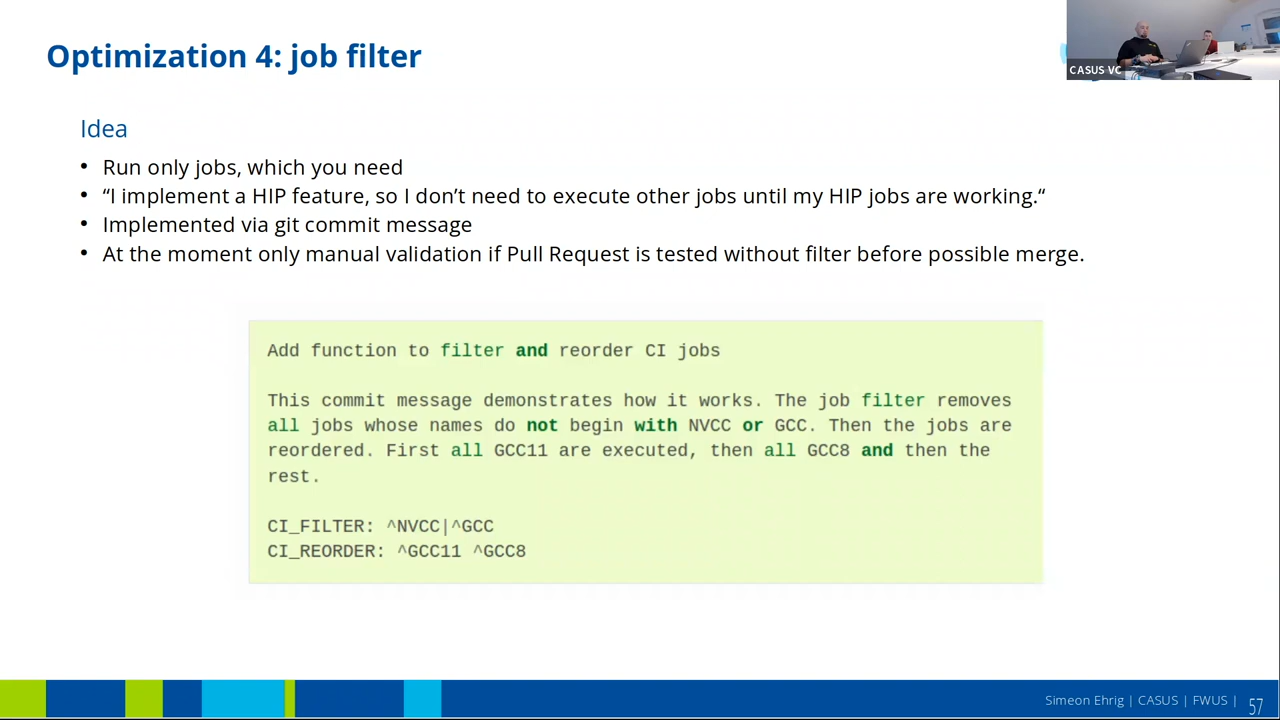 Optimization 4: job filter
CASUS VC
Idea
• Run only jobs, which you need
• “I implement a HIP feature, so I don’t need to execute other jobs until my HIP jobs are working.“
• Implemented via git commit message
• At the moment only manual validation if Pull Request is tested without filter before possible merge.
Add function to filter and reorder CI jobs
This commit message demonstrates how it works. The job filter removes
all jobs whose names do not begin with NVCC or GCC. Then the jobs are
reordered. First all GCC11 are executed, then all GCC8 and then the
rest.
CI_FILTER: ^NVCC|^GCC
CI_REORDER: ^GCC11 ^GCC8
Simeon Ehrig | CASUS | FWUS | 57